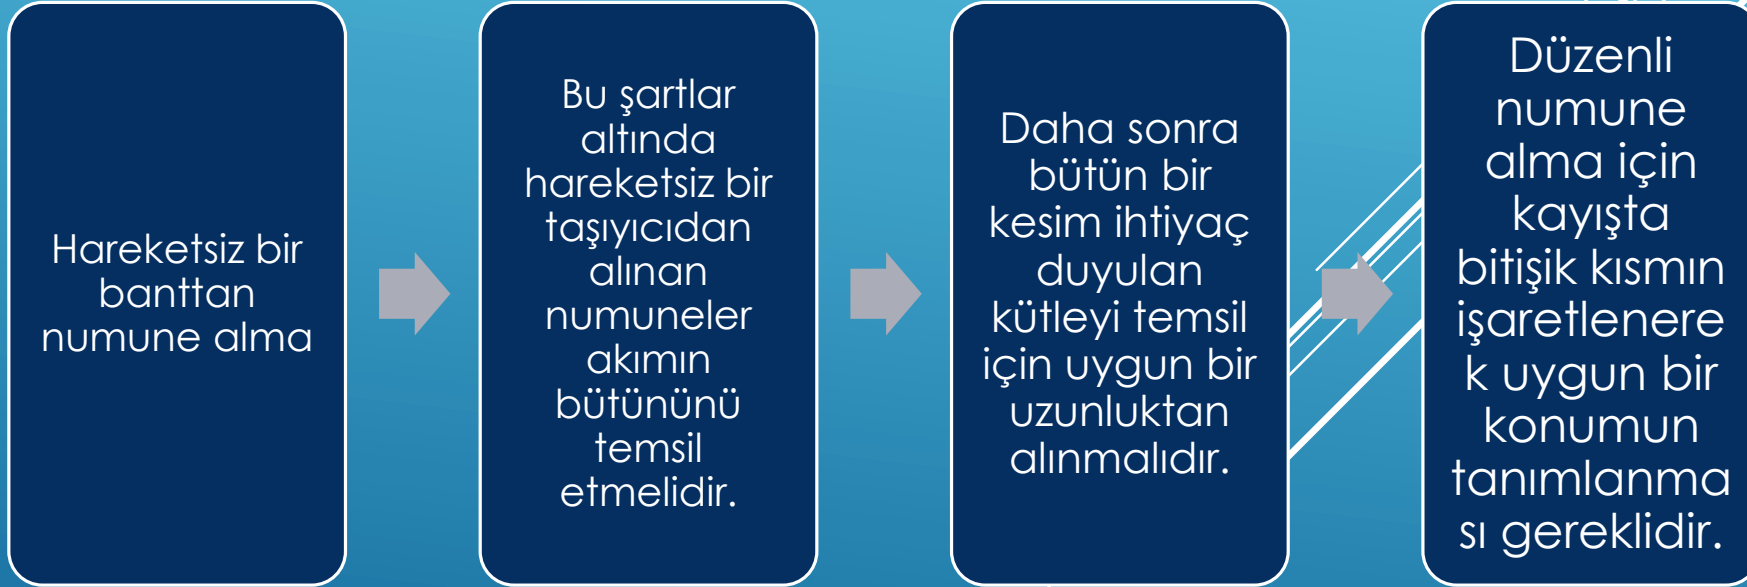 Hareketsiz bir
banttan
numune alma
Bu şartlar
altında
hareketsiz bir
taşıyıcıdan
alınan
numuneler
akımın
bütününü
temsil
etmelidir.
Daha sonra
bütün bir
kesim ihtiyaç
duyulan
kütleyi temsil
için uygun bir
uzunluktan
alınmalıdır.
Düzenli
numune
alma için
kayışta
bitişik kısmın
işaretlenere
k uygun bir
konumun
tanımlanma
sı gereklidir.